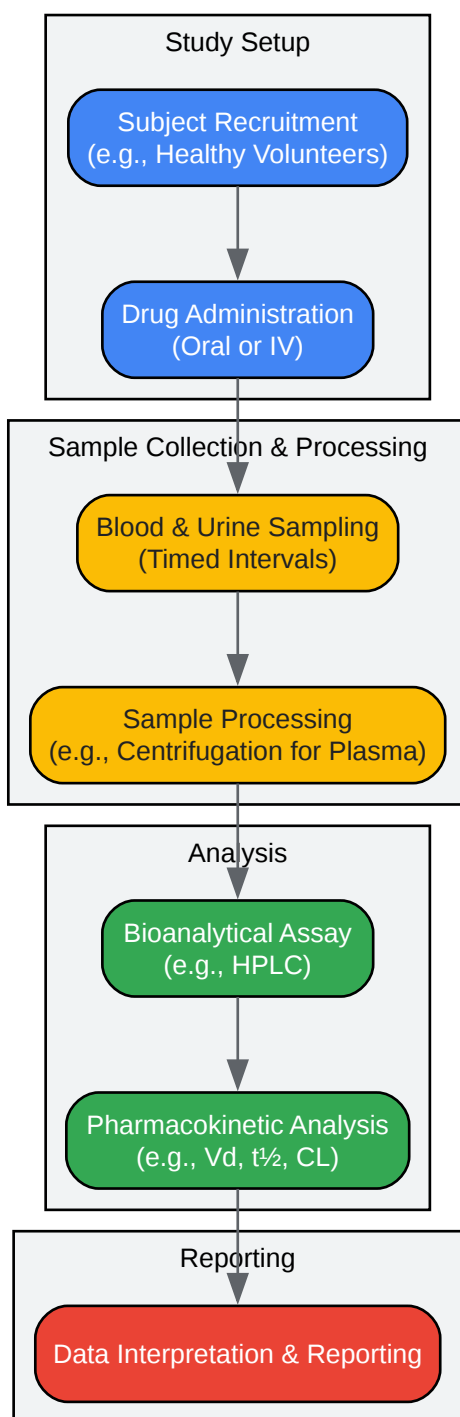 Study Setup
Subject Recruitment
(e.g., Healthy Volunteers)
Drug Administration
(Oral or IV)
Sample Collection & Processing
Blood & Urine Sampling
(Timed Intervals)
Sample Processing
(e.g., Centrifugation for Plasma)
Analysis
Bioanalytical Assay
(e.g., HPLC)
Pharmacokinetic Analysis
(e.g., Vd, t½, CL)
Reporting
Data Interpretation & Reporting